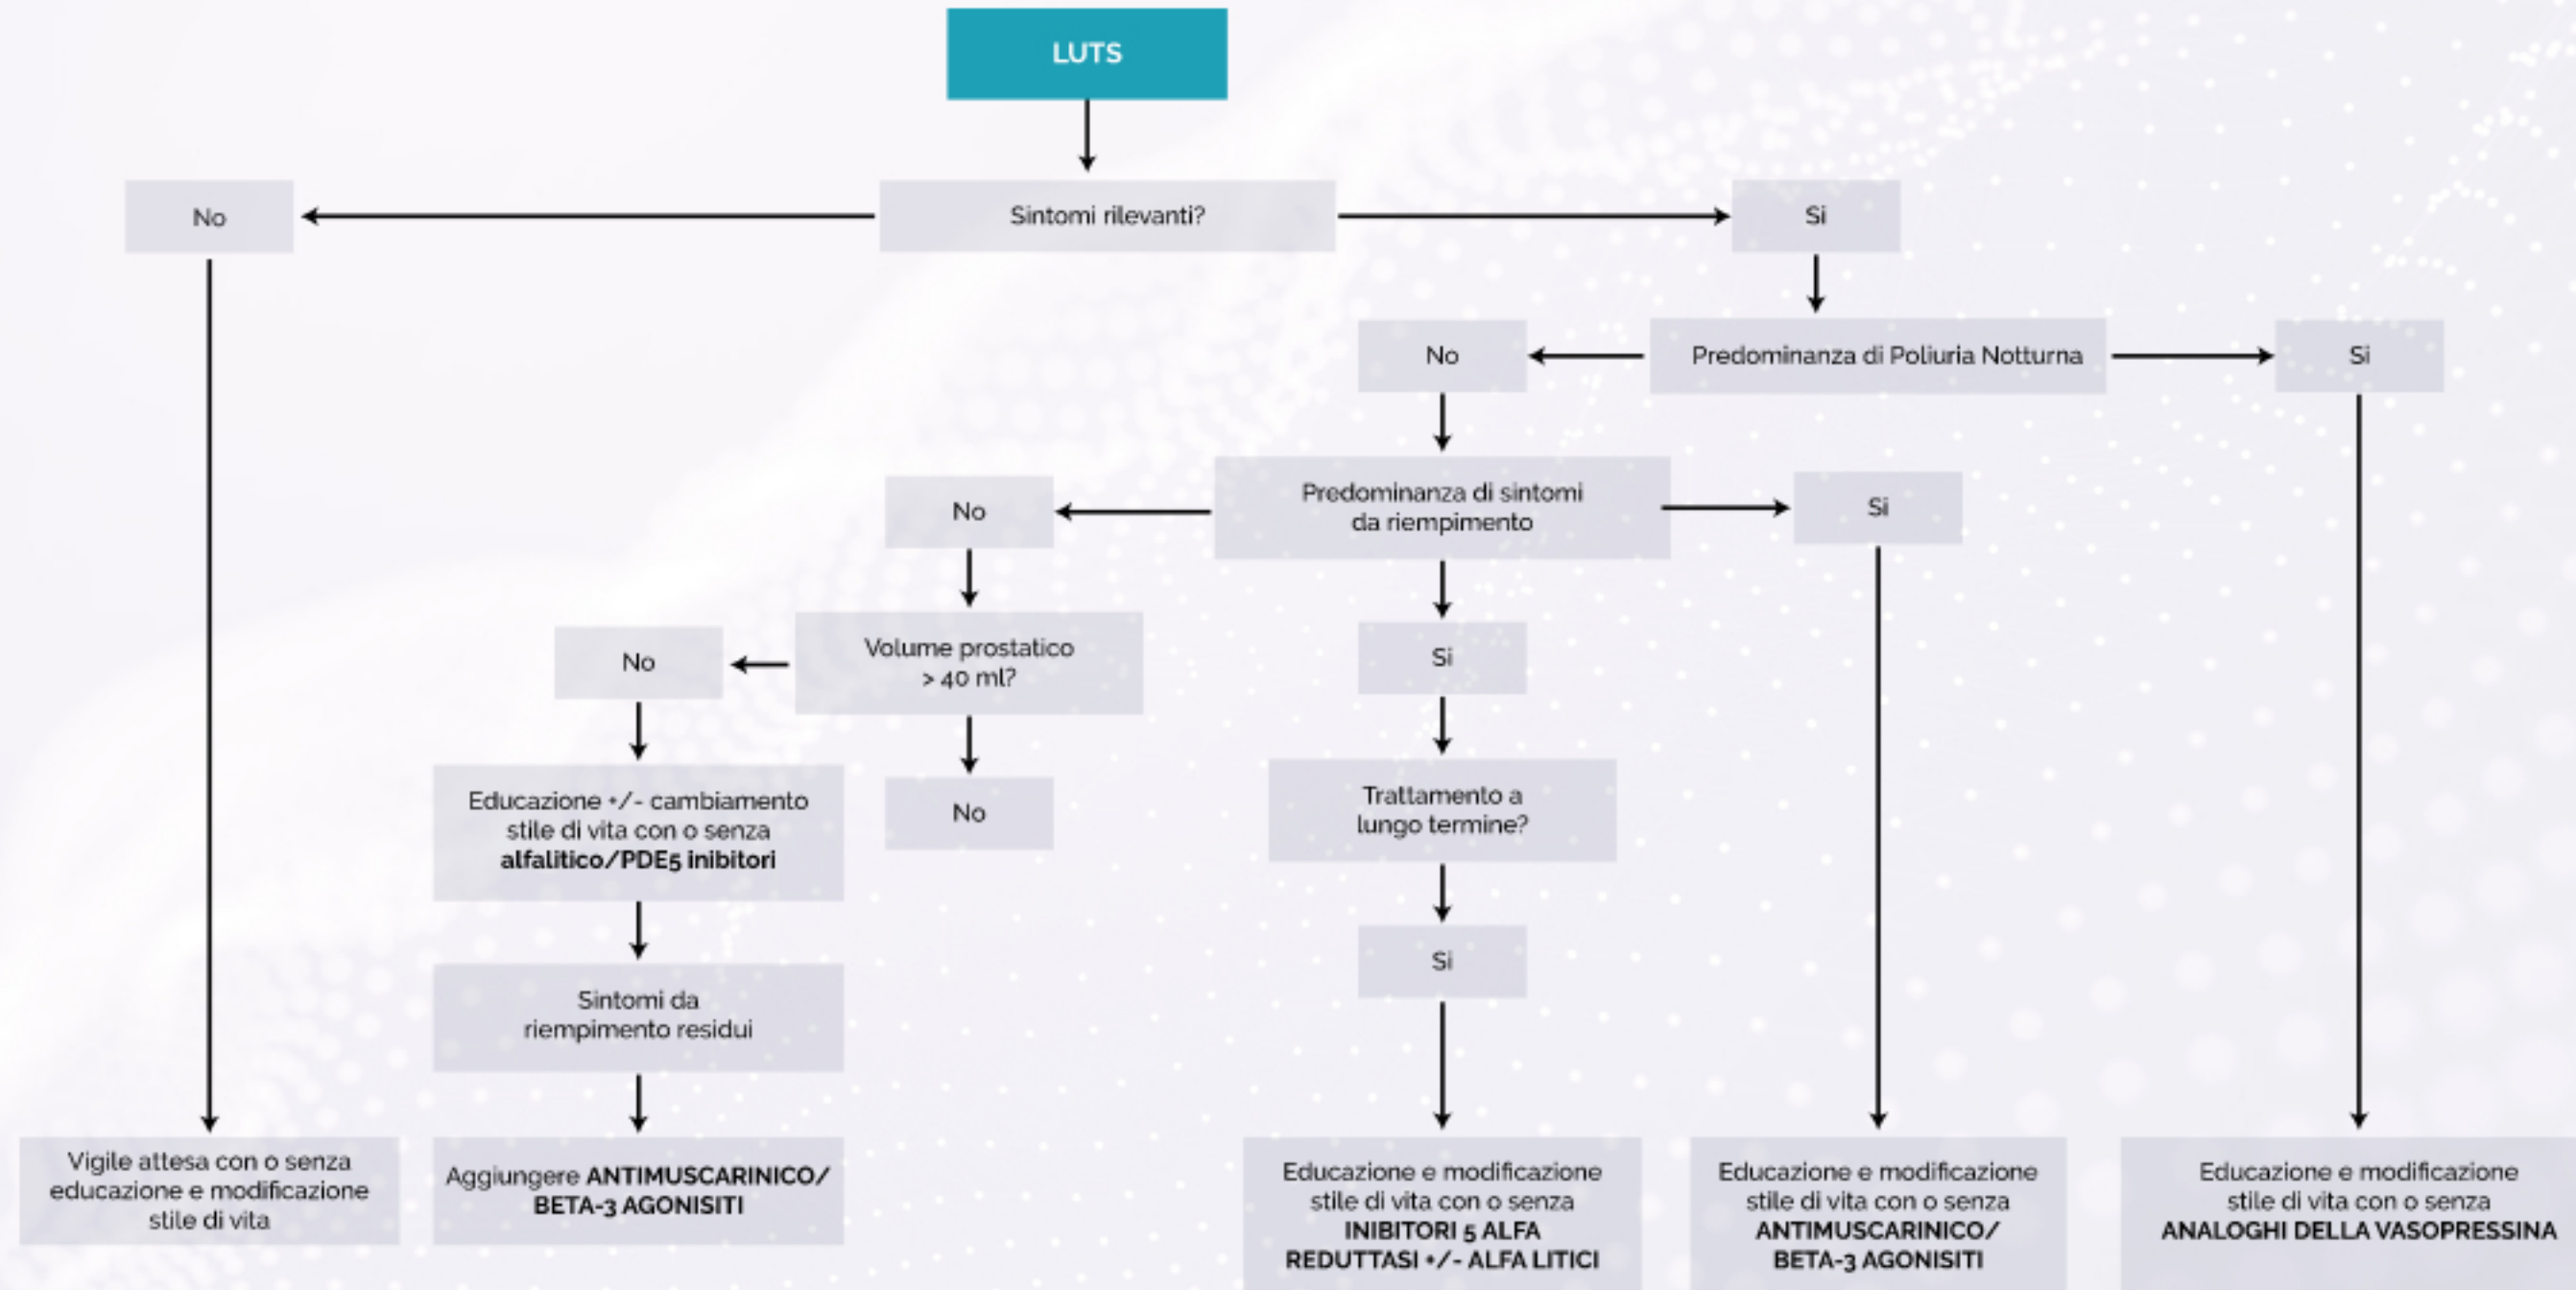 LUTS
No
Sintomi rilevanti?
Si
No
Predominanza di Poliuria Notturna
Si
No
Predominanza di sintomi
da riempimento
Si
No
Volume prostatico
> 40 ml?
Si
Educazione +/- cambiamento
stile di vita con o senza
alfalitico/PDE5 inibitori
No
Trattamento a
lungo termine?
Si
Sintomi da
riempimento residui
Vigile attesa con o senza
educazione e modificazione
stile di vita
Aggiungere ANTIMUSCARINICO/
BETA-3 AGONISITI
Educazione e modificazione
stile di vita con o senza
INIBITORI 5 ALFA
REDUTTASI +/- ALFA LITICI
Educazione e modificazione
stile di vita con o senza
ANTIMUSCARINICO/
BETA-3 AGONISITI
Educazione e modificazione
stile di vita con o senza
ANALOGHI DELLA VASOPRESSINA